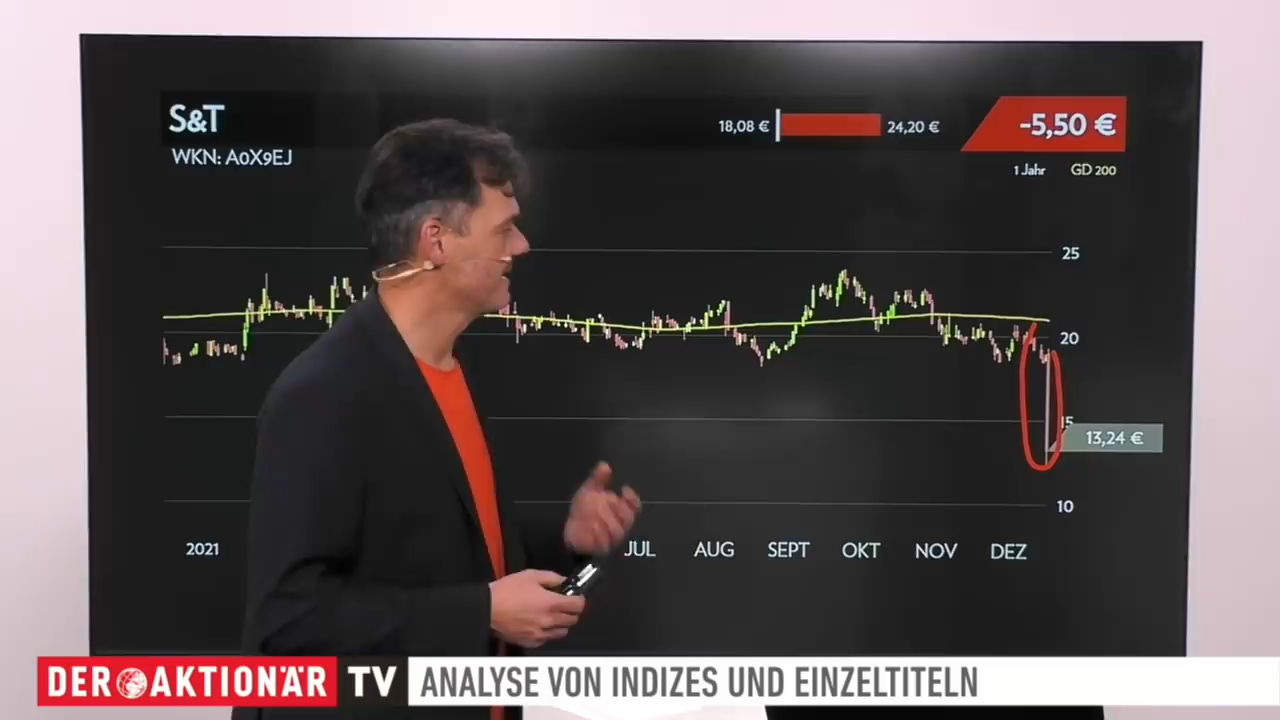 S&T
WKN: A0X9EJ
18,08 €
24,20 €
-5,50 €
1 Jahr
GD 200
25
20
15
13,24 €
10
2021
JUL
AUG
SEPT
OKT
NOV
DEZ
DER AKTIONÄR TV
ANALYSE VON INDIZES UND EINZELTITELN